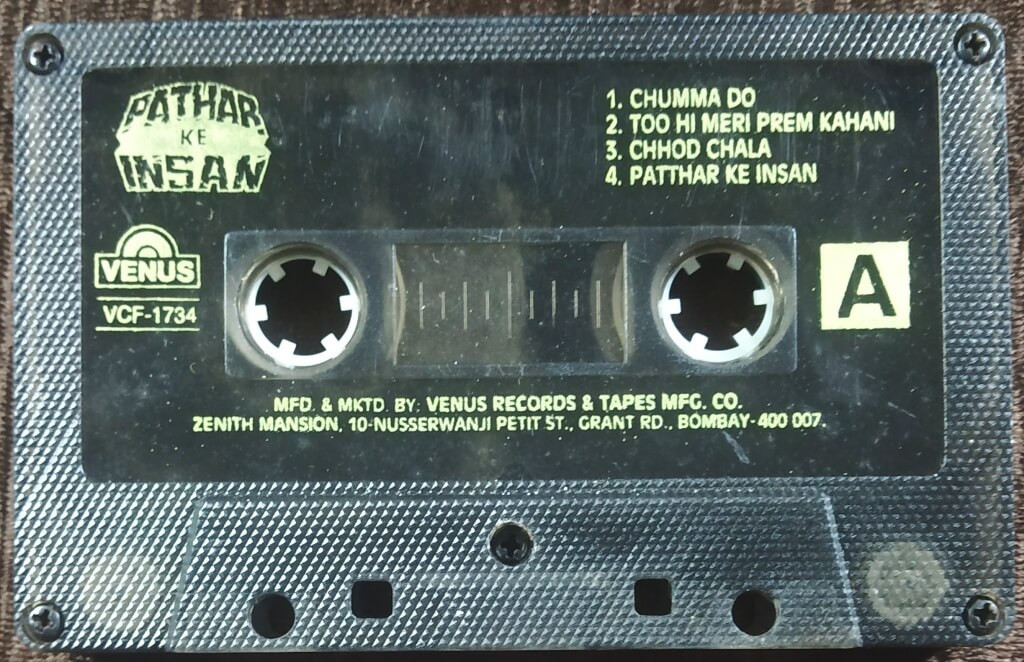 PATHAR
KE
INSAN
1. CHUMMA DO
2. TOO HI MERI PREM KAHANI
3. CHHOD CHALA
4. PATTHAR KE INSAN
VENUS
VCF-1734
A
MFD. & MKTD. BY: VENUS RECORDS & TAPES MFG. CO.
ZENITH MANSION, 10-NUSSERWANJI PETIT ST., GRANT RD., BOMBAY-400 007.